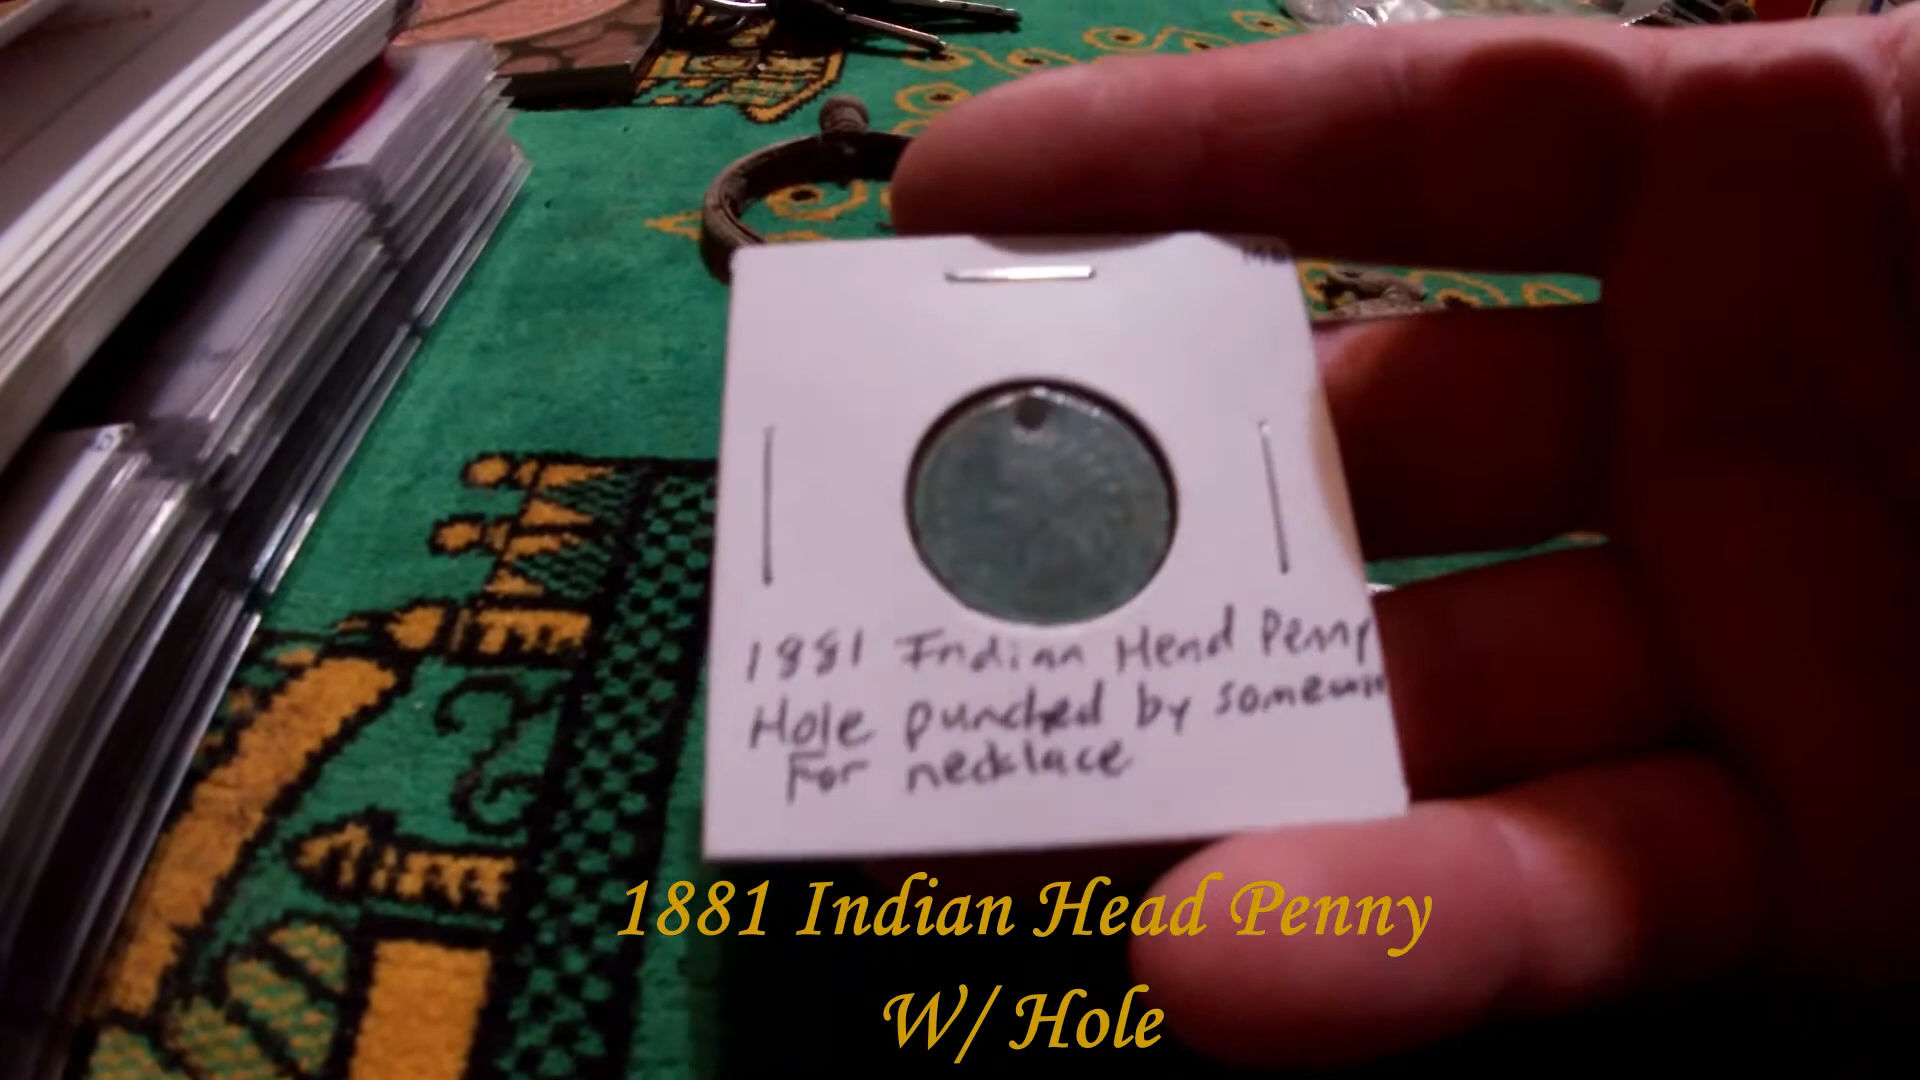 1881 Indian Head Penny
Hole punched by someone
For necklace
1881 Indian Head Penny
W/ Hole